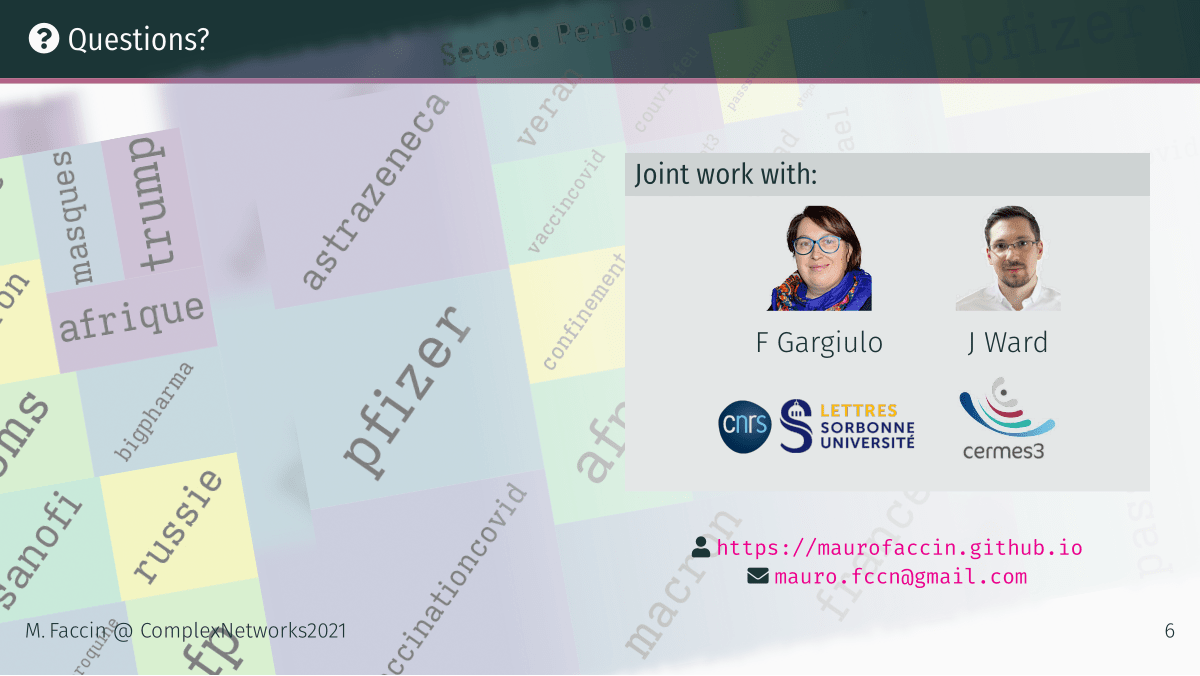 Questions?
Second Period
pfizer
masques
trump
astrazeneca
veran
couvrefeu
vaccincovid
afrique
confinement
bigpharma
pfizer
russie
sanofi
vaccinationcovid
macron
france
Joint work with:
F Gargiulo
J Ward
cnrs
LETTRES
SORBONNE
UNIVERSITÉ
cermes3
https://maurofaccin.github.io
mauro.fccn@gmail.com
M. Faccin @ ComplexNetworks2021
6